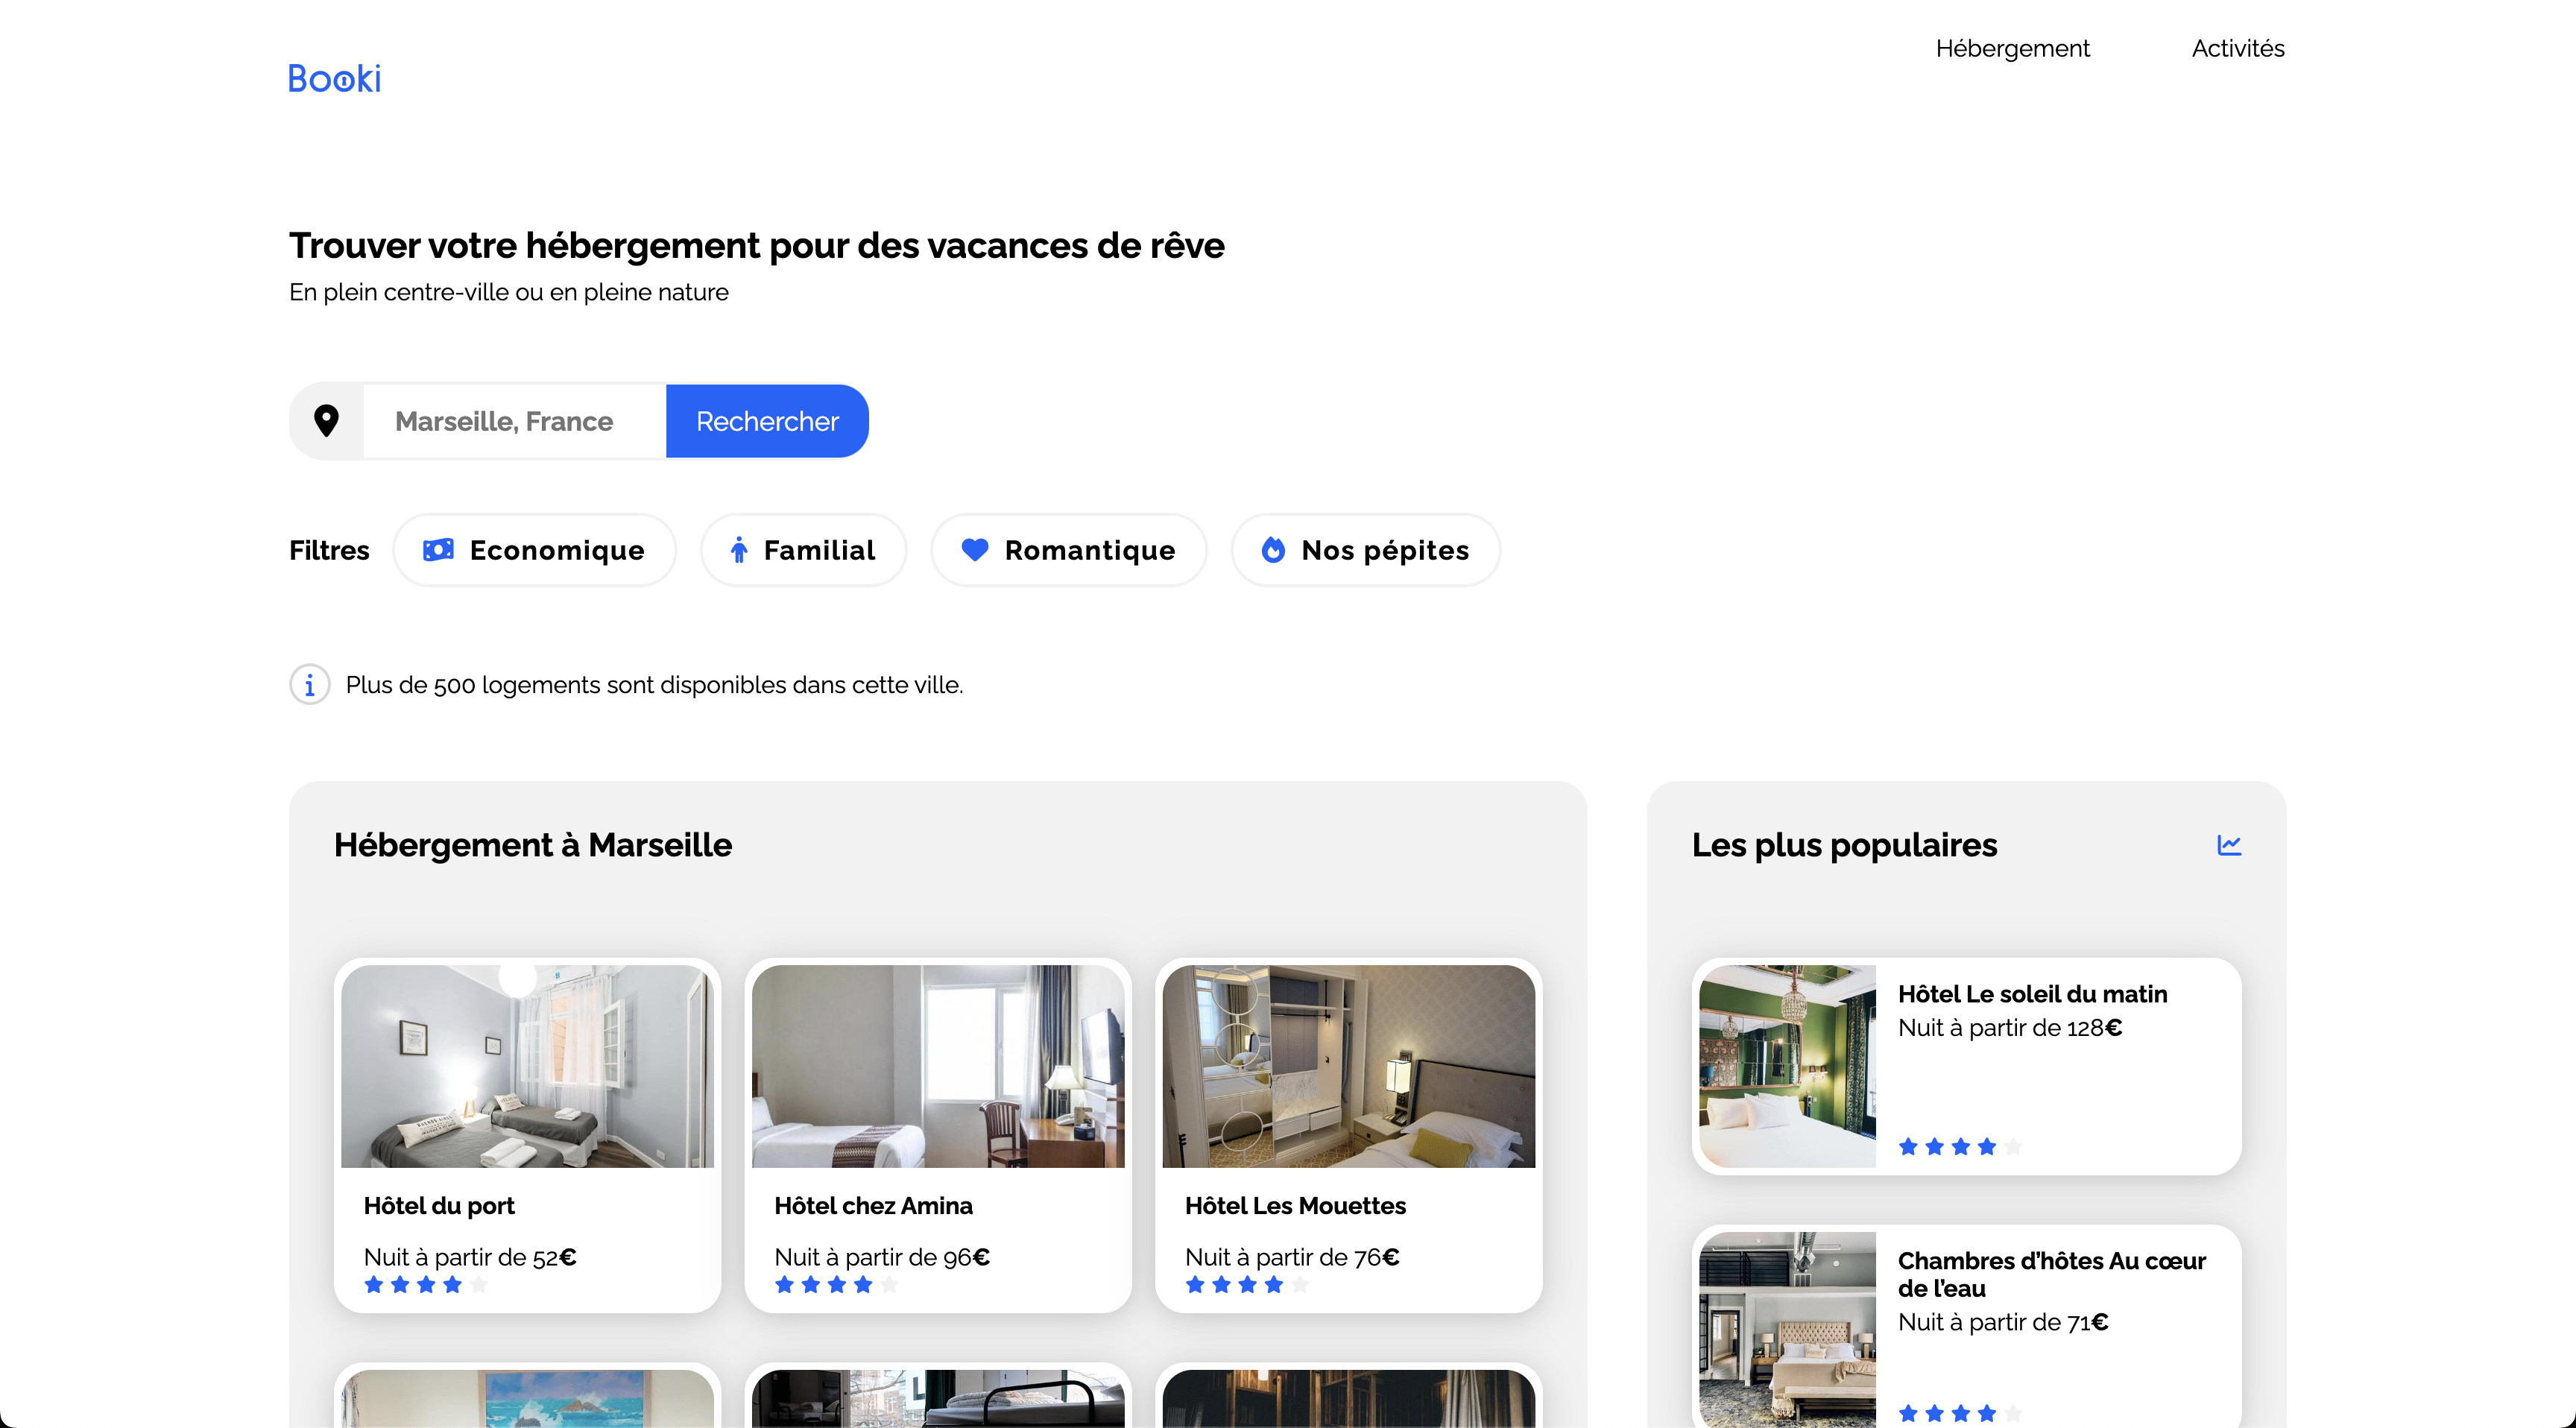 Booki
Hébergement
Activités
Trouver votre hébergement pour des vacances de rêve
En plein centre-ville ou en pleine nature
Marseille, France
Rechercher
Filtres
Economique
Familial
Romantique
Nos pépites
Plus de 500 logements sont disponibles dans cette ville.
Hébergement à Marseille
Hôtel du port
Nuit à partir de 52€
Hôtel chez Amina
Nuit à partir de 96€
Hôtel Les Mouettes
Nuit à partir de 76€
Les plus populaires
Hôtel Le soleil du matin
Nuit à partir de 128€
Chambres d’hôtes Au cœur
de l’eau
Nuit à partir de 71€